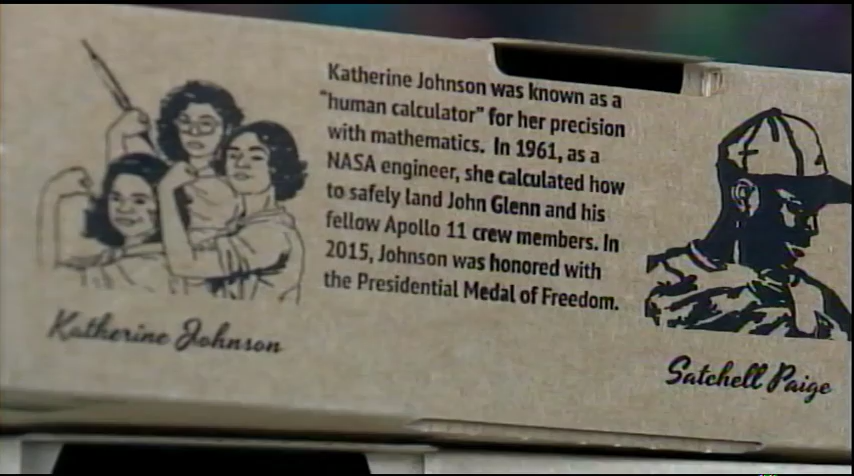 Katherine Johnson was known as a
"human calculator" for her precision
with mathematics. In 1961, as a
NASA engineer, she calculated how
to safely land John Glenn and his
fellow Apollo 11 crew members. In
2015, Johnson was honored with
the Presidential Medal of Freedom.
Katherine Johnson
Satchell Paige